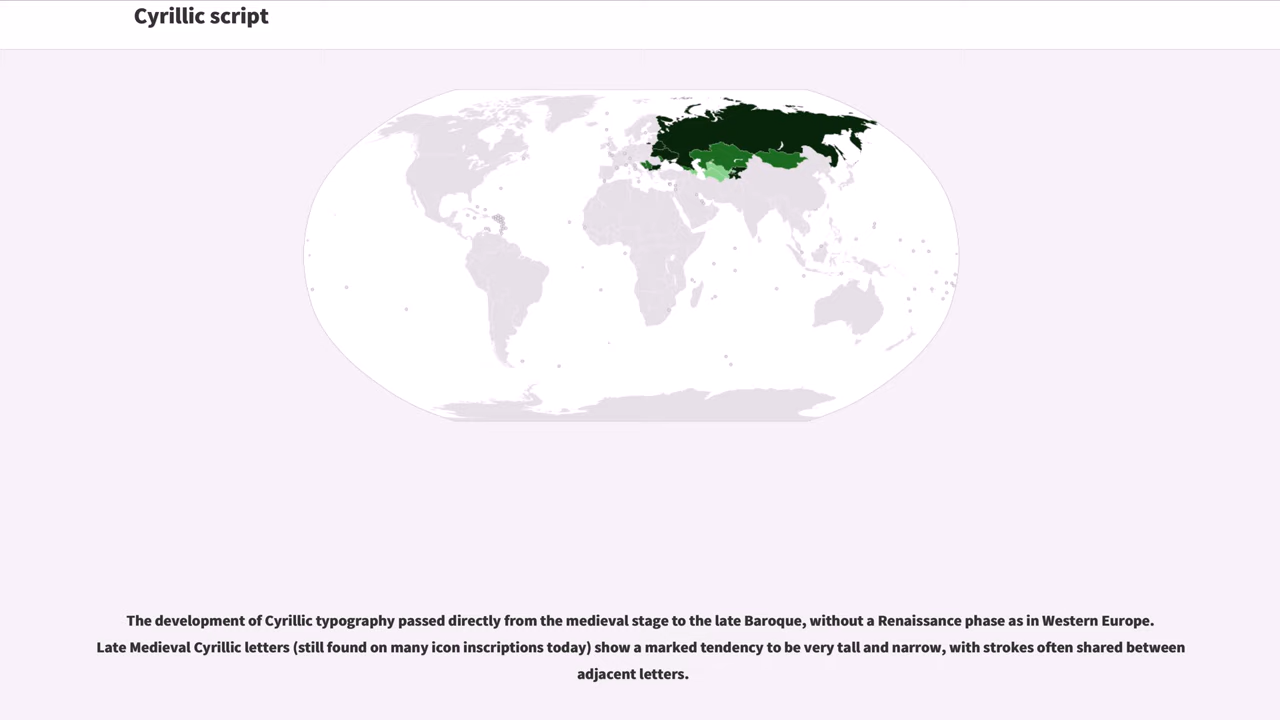 Cyrillic script
The development of Cyrillic typography passed directly from the medieval stage to the late Baroque, without a Renaissance phase as in Western Europe.
Late Medieval Cyrillic letters (still found on many icon inscriptions today) show a marked tendency to be very tall and narrow, with strokes often shared between
adjacent letters.